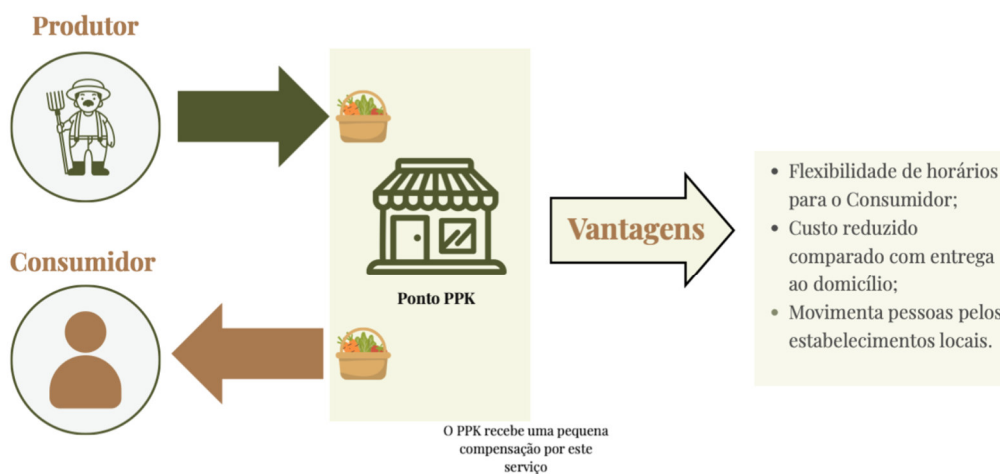 Produtor
Consumidor
Ponto PPK
O PPK recebe uma pequena
compensação por este
serviço
Vantagens
• Flexibilidade de horários
para o Consumidor;
• Custo reduzido
comparado com entrega
ao domicílio;
• Movimenta pessoas pelos
estabelecimentos locais.